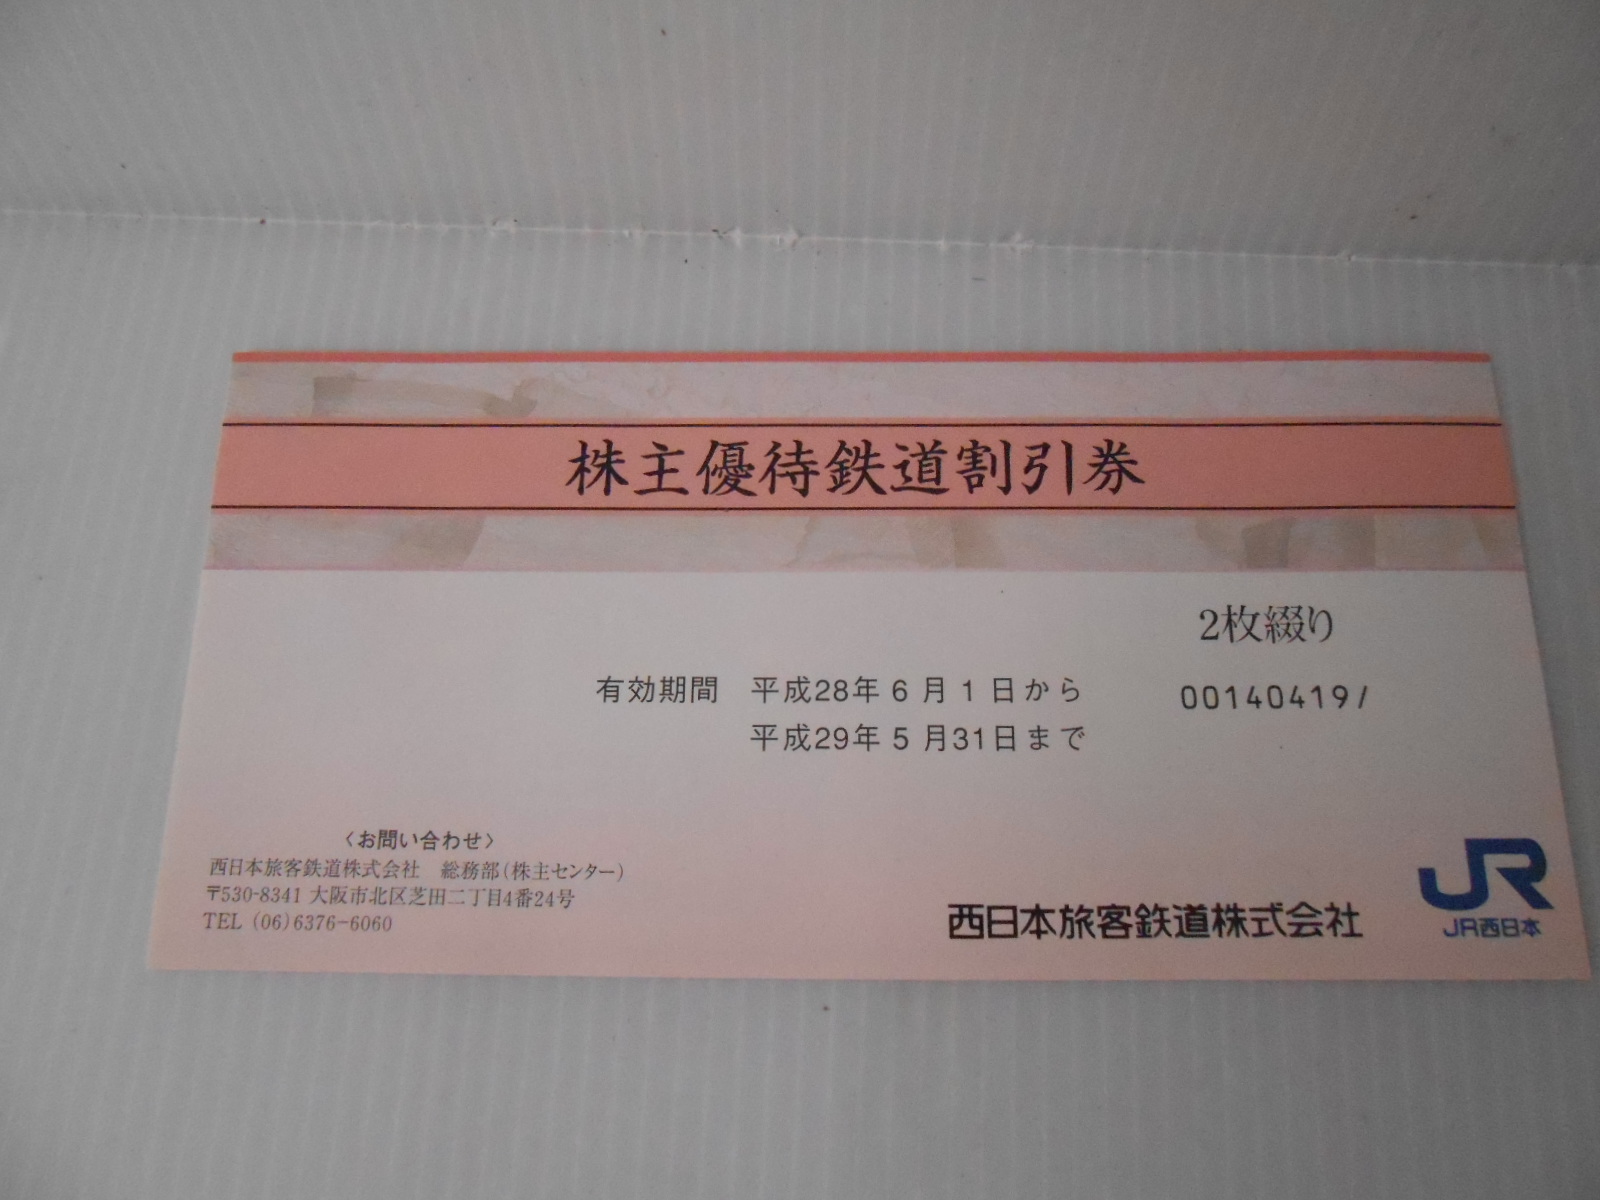 株主優待鉄道割引券
2枚綴り
有効期間 平成28年6月1日から
00140419/
平成29年5月31日まで
〈お問い合わせ〉
西日本旅客鉄道株式会社 総務部(株主センター)
〒530-8341 大阪市北区芝田二丁目4番24号
TEL (06)6376-6060
西日本旅客鉄道株式会社
JR
JR西日本